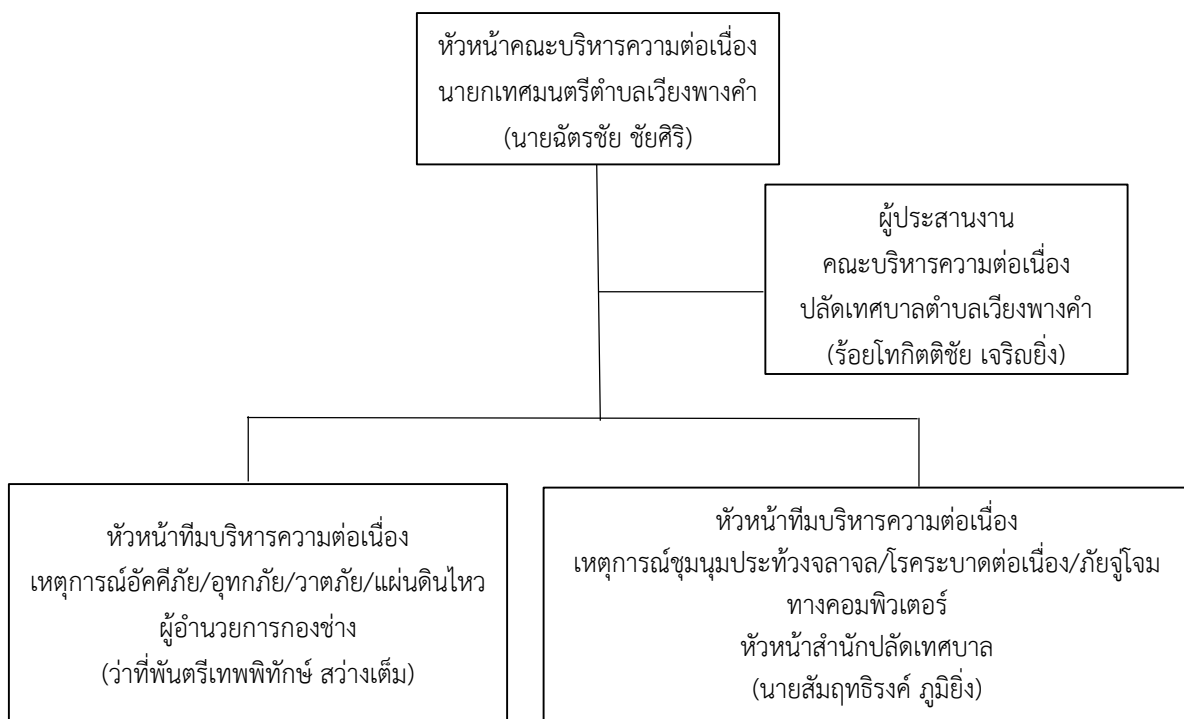 หัวหน้าคณะบริหารความต่อเนื่อง
นายกเทศมนตรีตำบลเวียงพางคำ
(นายฉัตรชัย ชัยศิริ)
ผู้ประสานงาน
คณะบริหารความต่อเนื่อง
ปลัดเทศบาลตำบลเวียงพางคำ
(ร้อยโทกิตติชัย เจริญยิ่ง)
หัวหน้าทีมบริหารความต่อเนื่อง
เหตุการณ์อัคคีภัย/อุทกภัย/วาตภัย/แผ่นดินไหว
ผู้อำนวยการกองช่าง
(ว่าที่พันตรีเทพพิทักษ์ สว่างเต็ม)
หัวหน้าทีมบริหารความต่อเนื่อง
เหตุการณ์ชุมนุมประท้วงจลาจล/โรคระบาดต่อเนื่อง/ภัยจู่โจม
ทางคอมพิวเตอร์
หัวหน้าสำนักปลัดเทศบาล
(นายสัมฤทธิรงค์ ภูมิยิ่ง)